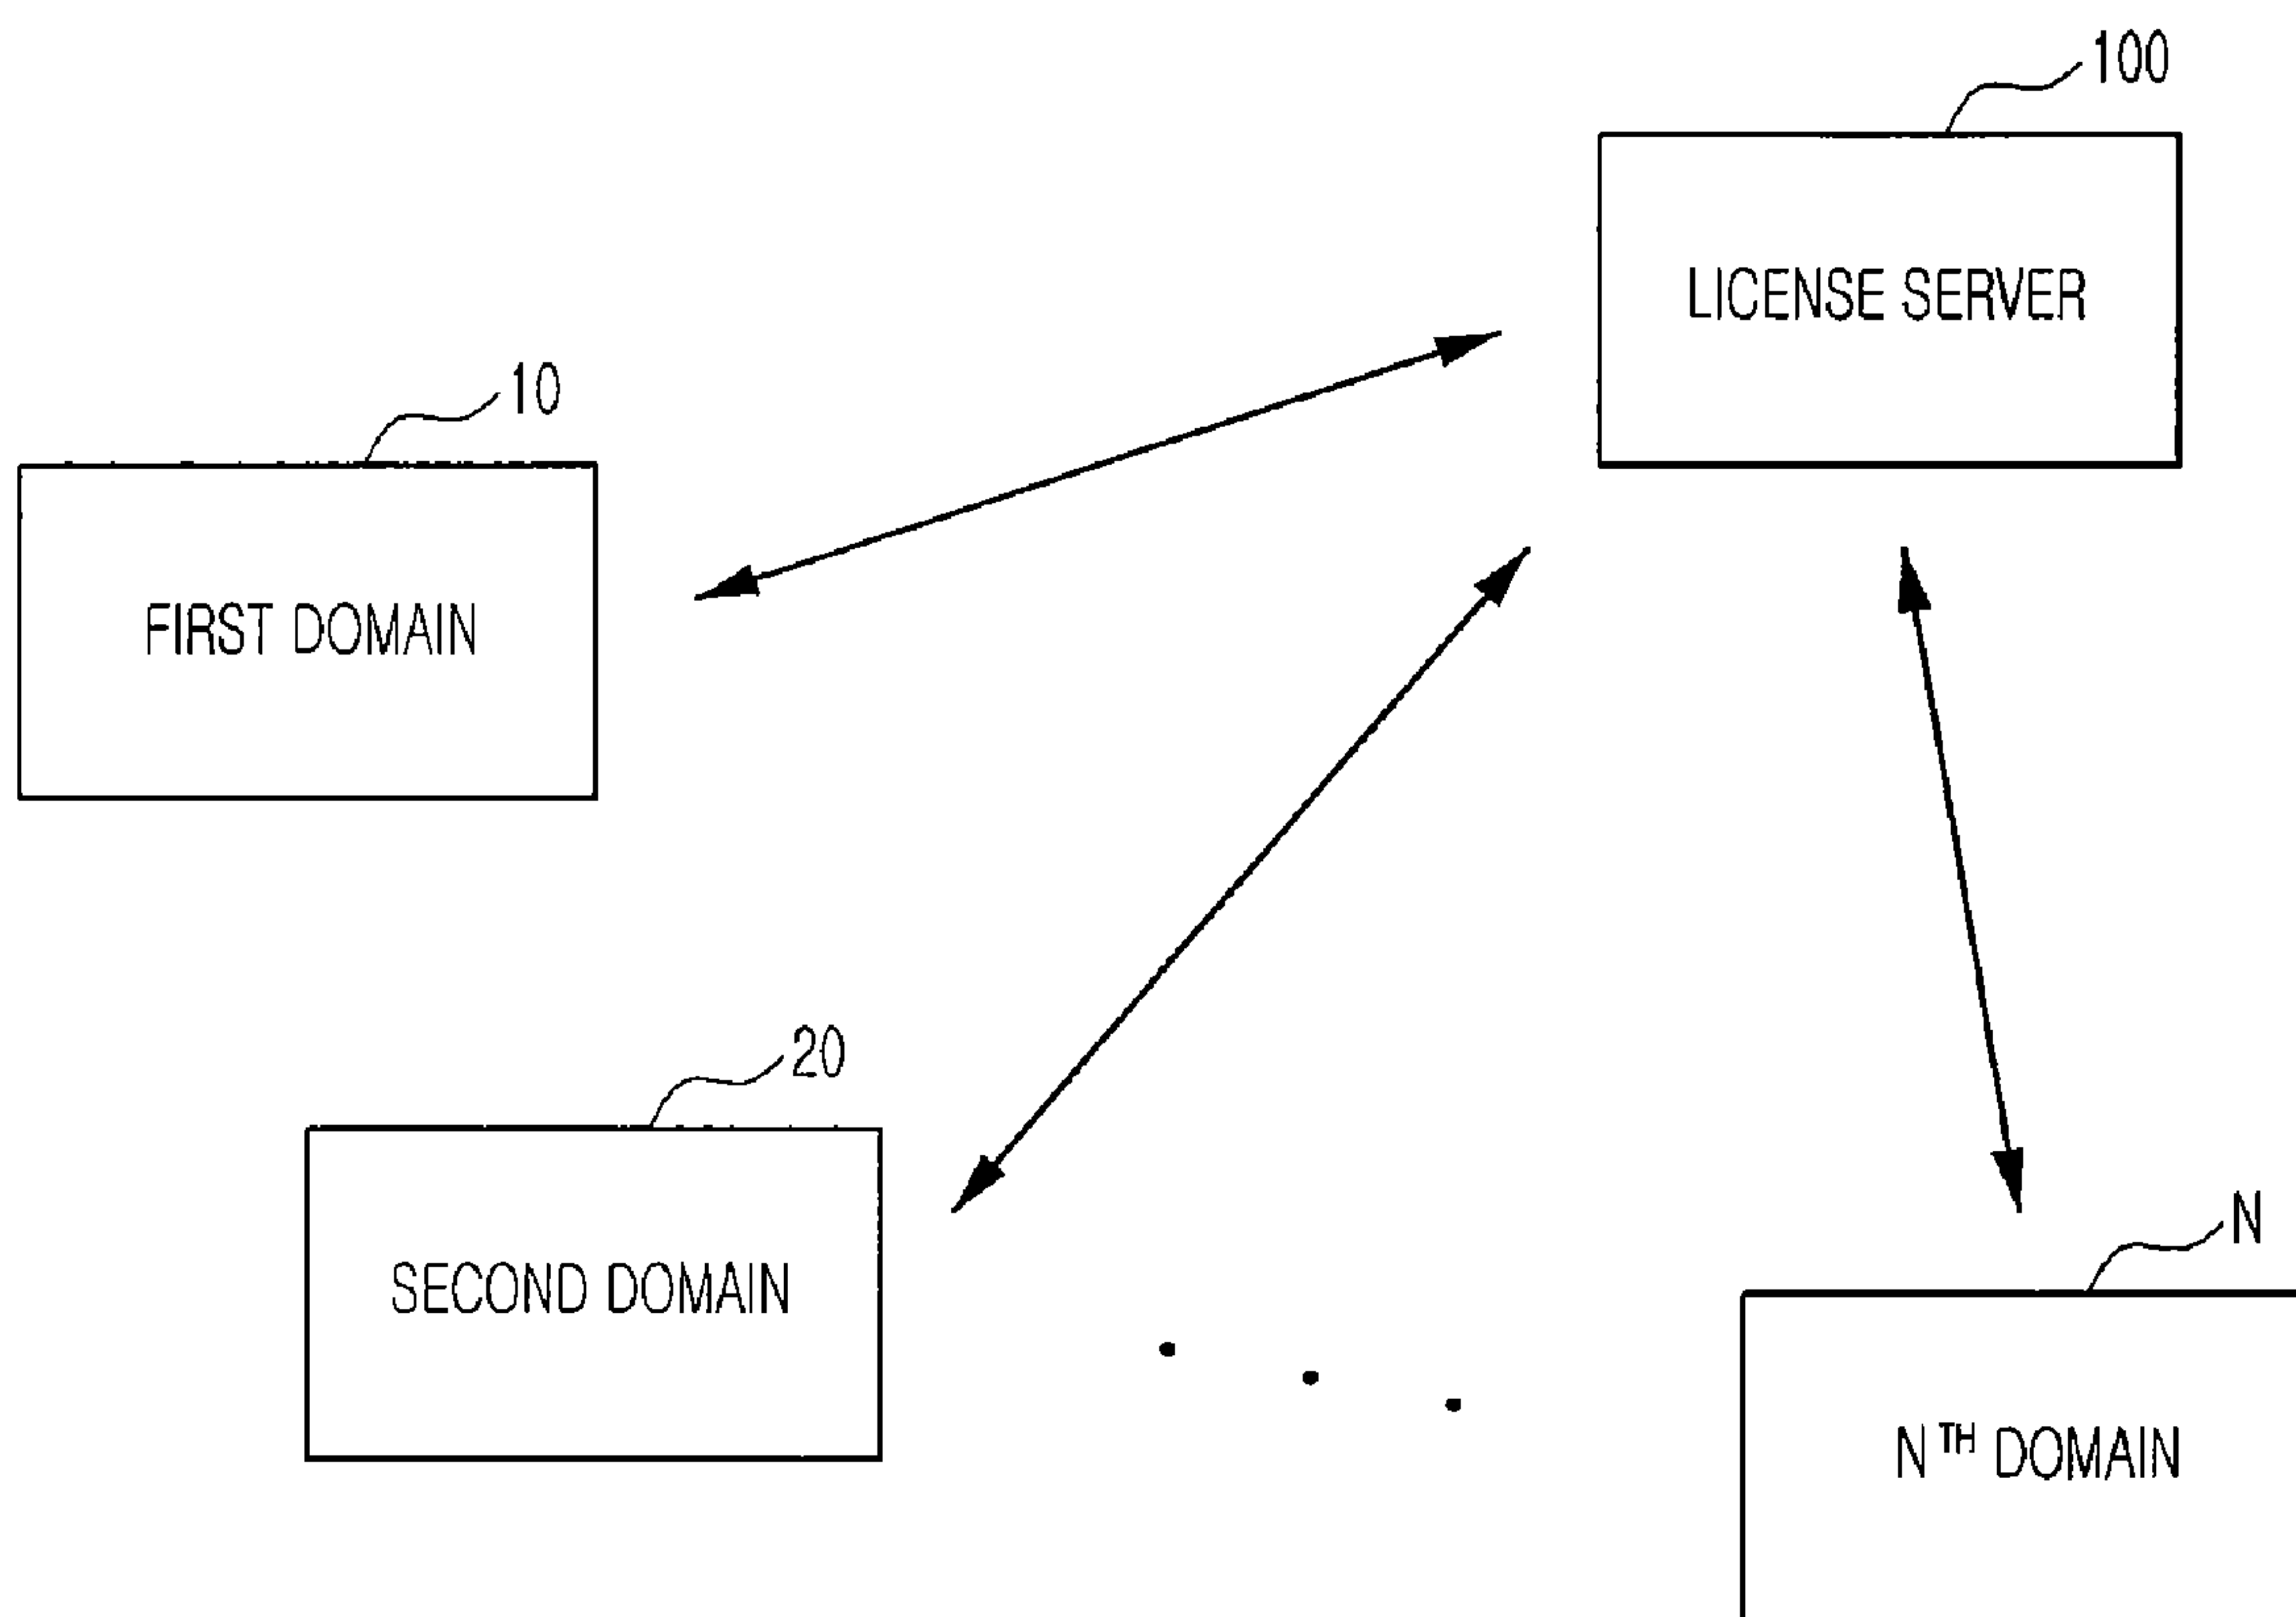 100
LICENSE SERVER
10
FIRST DOMAIN
20
SECOND DOMAIN
N
N TH DOMAIN